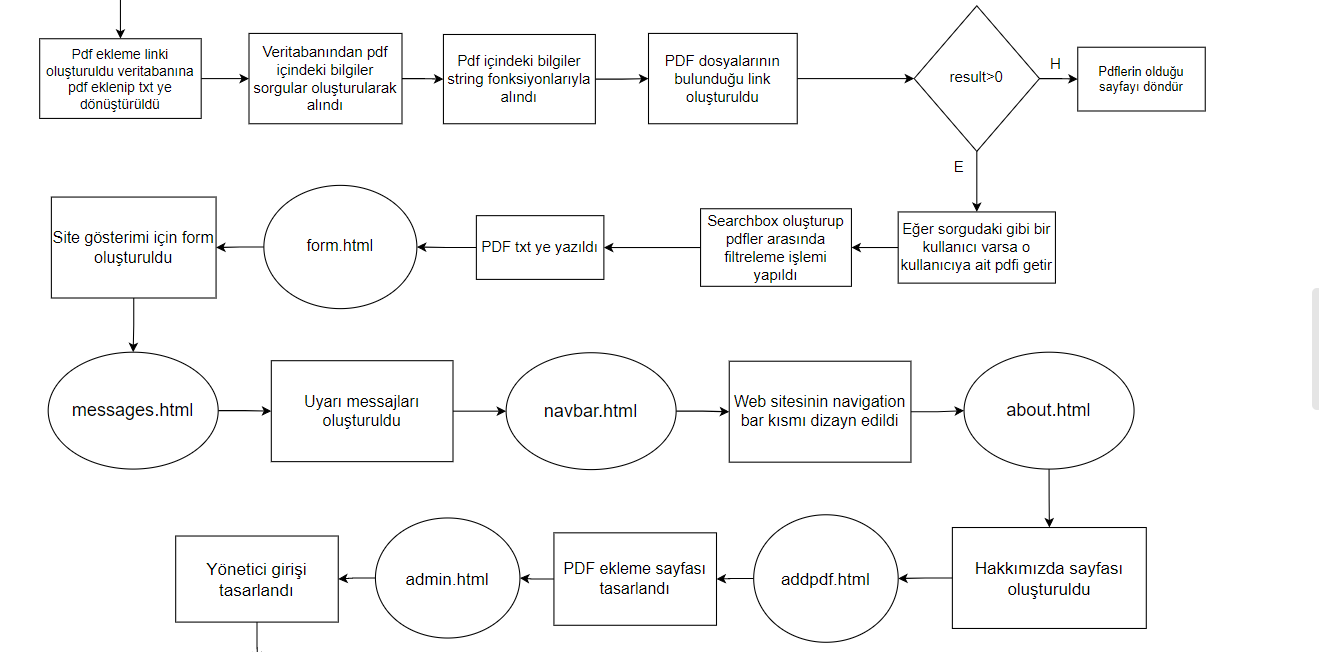 Pdf ekleme linki
oluşturuldu veritabanına
pdf eklenip txt ye
dönüştürüldü
Veritabanından pdf
içindeki bilgiler
sorgular oluşturularak
alındı
Pdf içindeki bilgiler
string fonksiyonlarıyla
alındı
PDF dosyalarının
bulunduğu link
oluşturuldu
result>0
H
Pdflerin olduğu
sayfayı döndür
E
Eğer sorgudaki gibi bir
kullanıcı varsa o
kullanıcıya ait pdfi getir
Searchbox oluşturup
pdfler arasında
filtreleme işlemi
yapıldı
PDF txt ye yazıldı
form.html
Site gösterimi için form
oluşturuldu
messages.html
Uyarı messajları
oluşturuldu
navbar.html
Web sitesinin navigation
bar kısmı dizayn edildi
about.html
Hakkımızda sayfası
oluşturuldu
addpdf.html
PDF ekleme sayfası
tasarlandı
admin.html
Yönetici girişi
tasarlandı